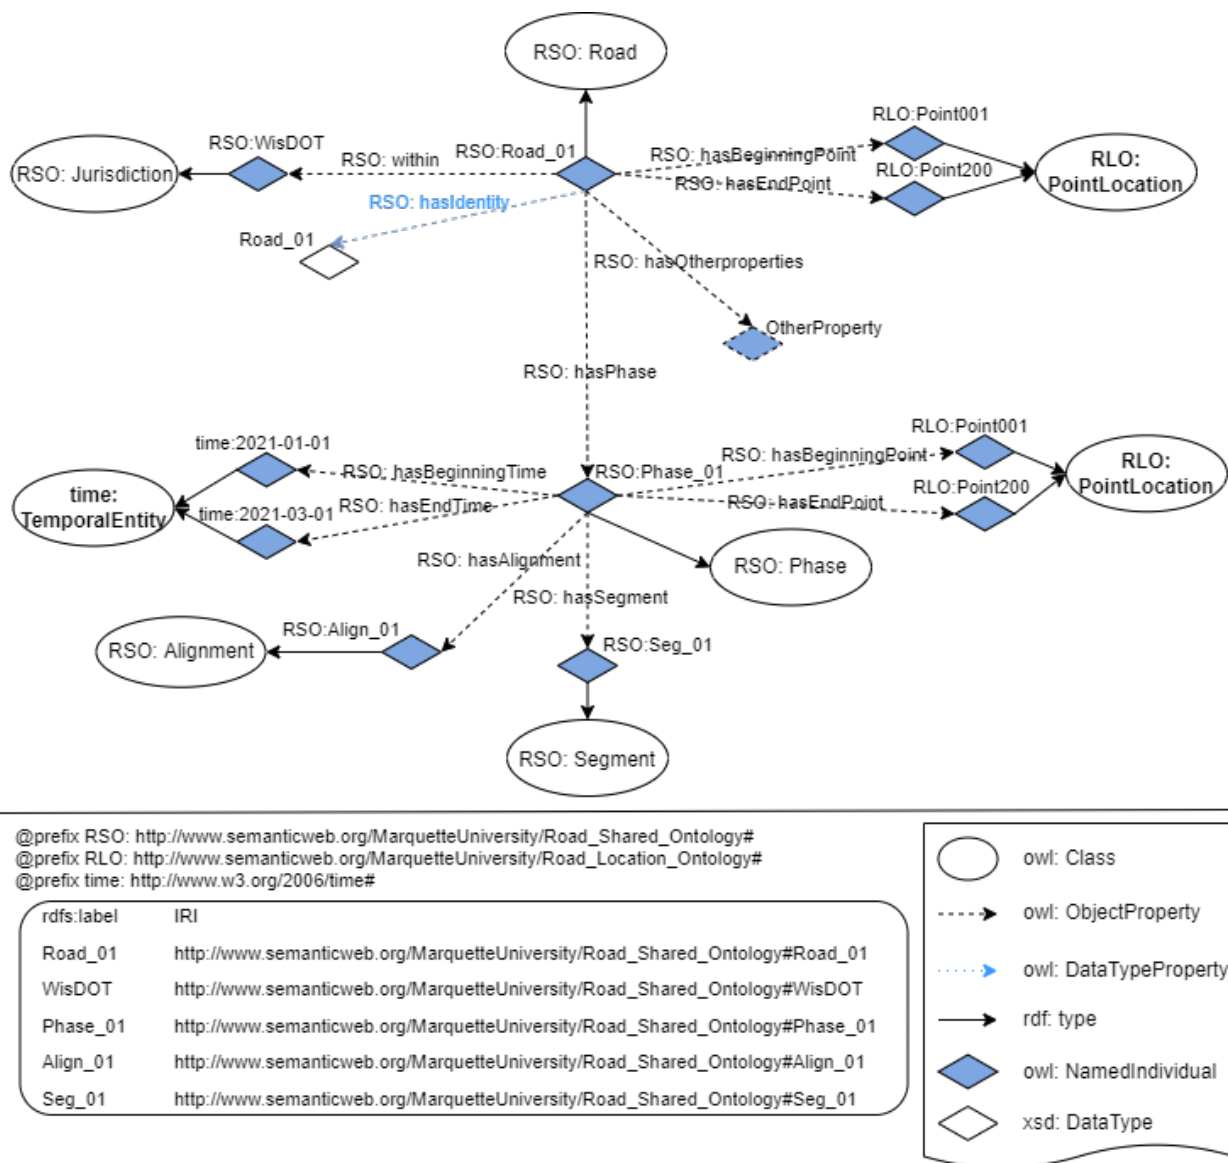 RSO: Road
RLO:Point001
RSO:WisDOT
RSO:Road_01
RSO: within
RSO: hasBeginningPoint
RLO:
PointLocation
RSO: Jurisdiction
RLO:Point200
RSO: hasEndPoint
RSO: hasIdentity
Road_01
RSO: hasOtherproperties
OtherProperty
RSO: hasPhase
RLO:Point001
time:2021-01-01
RSO: hasBeginningTime
RSO:Phase_01
RSO: hasBeginningPoint
RLO:
PointLocation
time:
TemporalEntity
RLO:Point200
time:2021-03-01
RSO: hasEndTime
RSO: hasEndPoint
RSO: hasAlignment
RSO: Phase
RSO: hasSegment
RSO:Align_01
RSO: Alignment
RSO:Seg_01
RSO: Segment
@prefix RSO: http://www.semanticweb.org/MarquetteUniversity/Road_Shared_Ontology#
@prefix RLO: http://www.semanticweb.org/MarquetteUniversity/Road_Location_Ontology#
@prefix time: http://www.w3.org/2006/time#
rdfs:label IRI
Road_01 http://www.semanticweb.org/MarquetteUniversity/Road_Shared_Ontology#Road_01
WisDOT http://www.semanticweb.org/MarquetteUniversity/Road_Shared_Ontology#WisDOT
Phase_01 http://www.semanticweb.org/MarquetteUniversity/Road_Shared_Ontology#Phase_01
Align_01 http://www.semanticweb.org/MarquetteUniversity/Road_Shared_Ontology#Align_01
Seg_01 http://www.semanticweb.org/MarquetteUniversity/Road_Shared_Ontology#Seg_01
owl: Class
owl: ObjectProperty
owl: DataTypeProperty
rdf: type
owl: NamedIndividual
xsd: DataType